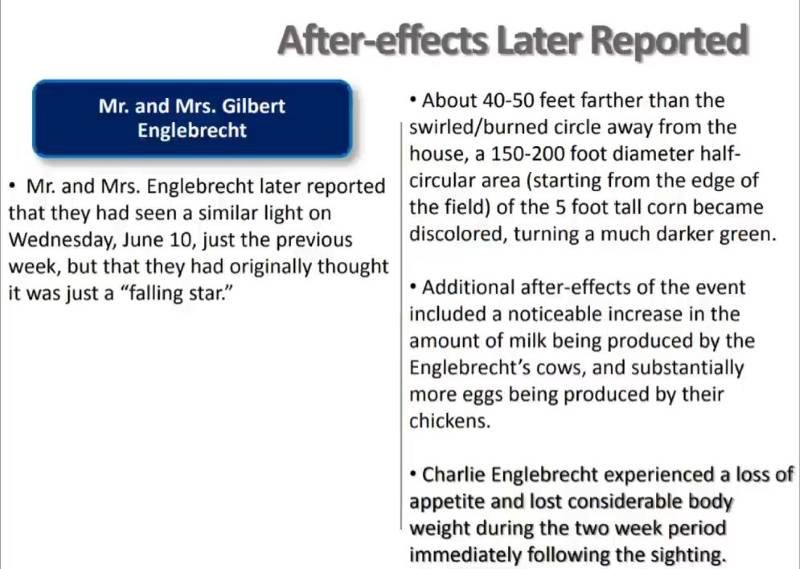 After-effects Later Reported
Mr. and Mrs. Gilbert
Englebrecht
• Mr. and Mrs. Englebrecht later reported
that they had seen a similar light on
Wednesday, June 10, just the previous
week, but that they had originally thought
it was just a “falling star.”
• About 40-50 feet farther than the
swirled/burned circle away from the
house, a 150-200 foot diameter half-
circular area (starting from the edge of
the field) of the 5 foot tall corn became
discolored, turning a much darker green.
• Additional after-effects of the event
included a noticeable increase in the
amount of milk being produced by the
Englebrecht’s cows, and substantially
more eggs being produced by their
chickens.
• Charlie Englebrecht experienced a loss of
appetite and lost considerable body
weight during the two week period
immediately following the sighting.